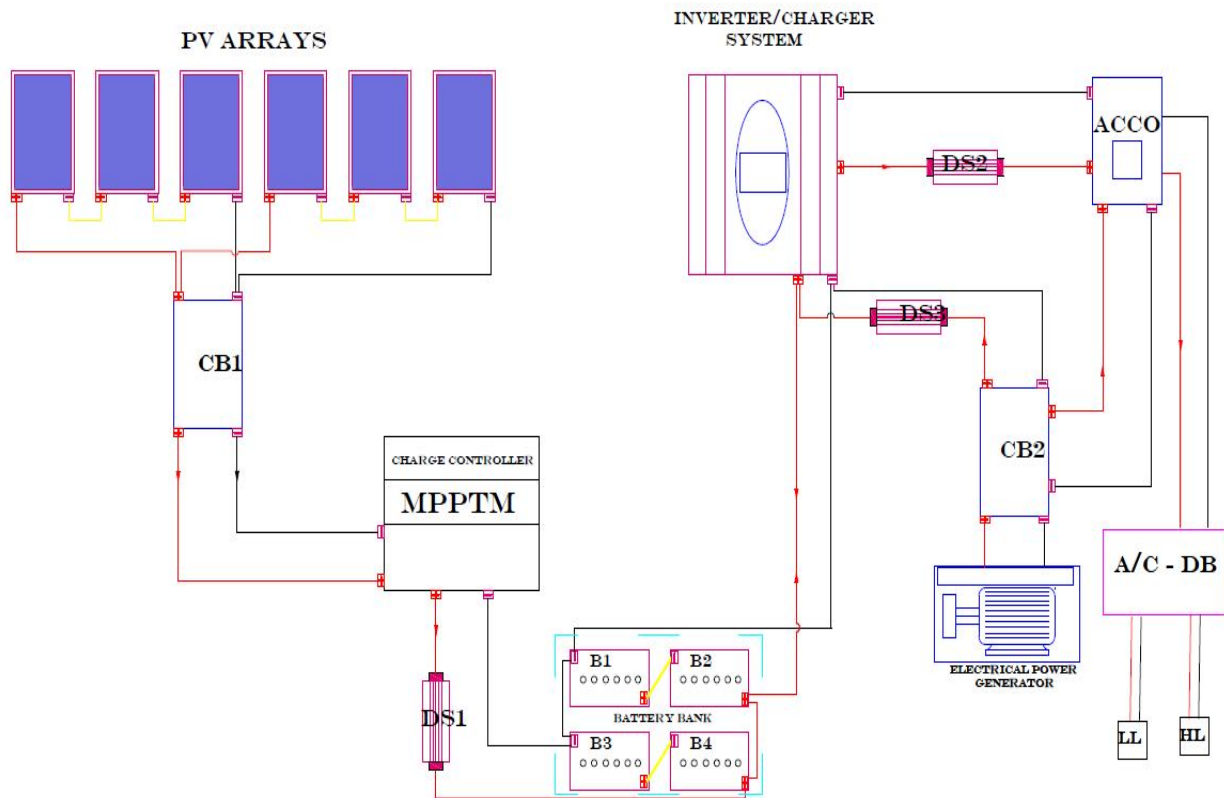 PV ARRAYS
INVERTER/CHARGER
SYSTEM
ACCO
DS2
DS3
CB1
CB2
CHARGE CONTROLLER
MPPTM
A/C - DB
ELECTRICAL POWER
GENERATOR
B1
B2
BATTERY BANK
DS1
B3
B4
LL
HL